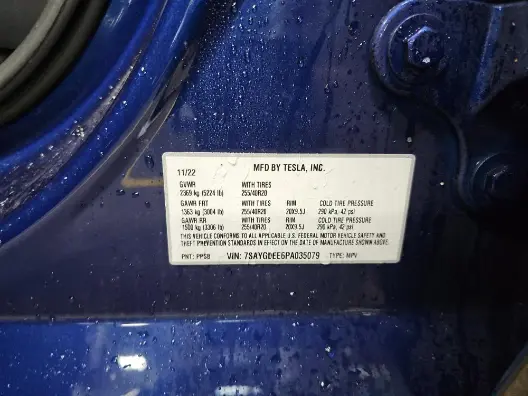 11/22 MFD BY TESLA, INC.
GVWR WITH TIRES
2369 kg (5224 lb) 255/40R20
GAWR FRT WITH TIRES RIM COLD TIRE PRESSURE
1363 kg (3004 lb) 255/40R20 20X9.5J 290 kPa, 42 psi
GAWR RR WITH TIRES RIM COLD TIRE PRESSURE
1500 kg (3306 lb) 255/40R20 20X9.5J 290 kPa, 42 psi
THIS VEHICLE CONFORMS TO ALL APPLICABLE U.S. FEDERAL MOTOR VEHICLE SAFETY AND
THEFT PREVENTION STANDARDS IN EFFECT ON THE DATE OF MANUFACTURE SHOWN ABOVE.
PNT: PPSB VIN: 7SAYGDEE6PA035079 TYPE: MPV